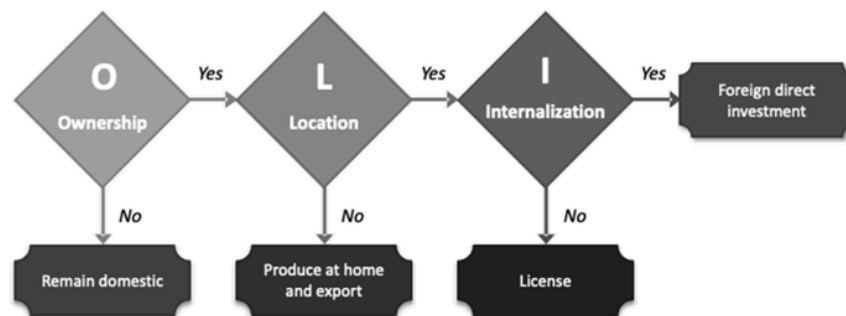 O
Ownership
Yes
L
Location
Yes
I
Internalization
Yes
Foreign direct
investment
No
No
No
Remain domestic
Produce at home
and export
License